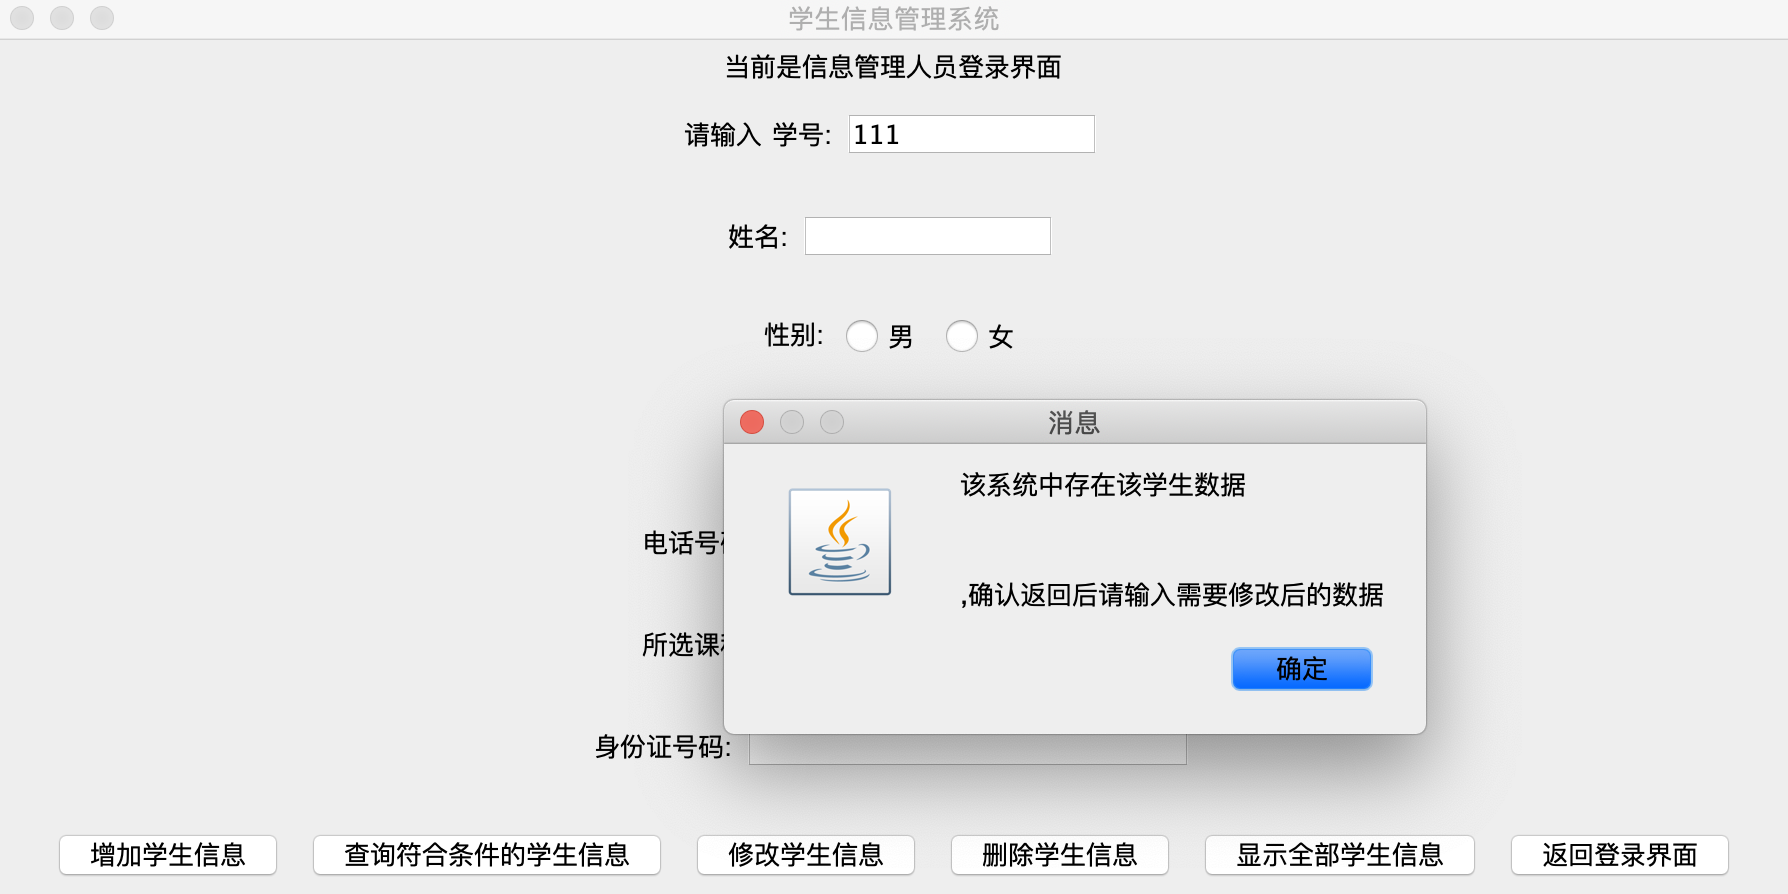 学生信息管理系统
当前是信息管理人员登录界面
请输入 学号: 111
姓名:
性别: 男 女
消息
该系统中存在该学生数据
,确认返回后请输入需要修改后的数据
确定
电话号
所选课
身份证号码:
增加学生信息 查询符合条件的学生信息 修改学生信息 删除学生信息 显示全部学生信息 返回登录界面